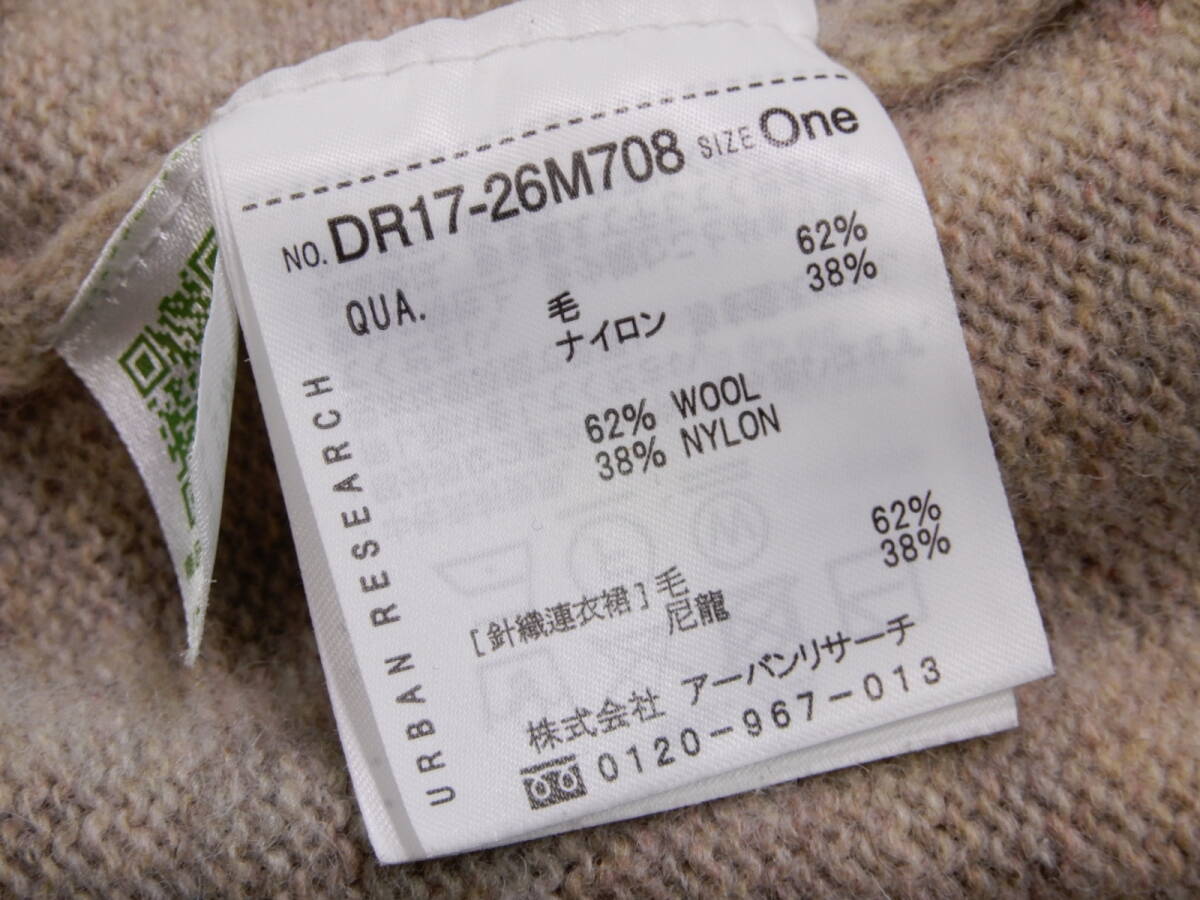 NO. DR17-26M708 SIZE One
QUA. 毛 62%
ナイロン 38%
62% WOOL
38% NYLON
[針織連衣裙] 毛 62%
尼龍 38%
株式会社 アーバンリサーチ
0120-967-013
URBAN RESEARCH